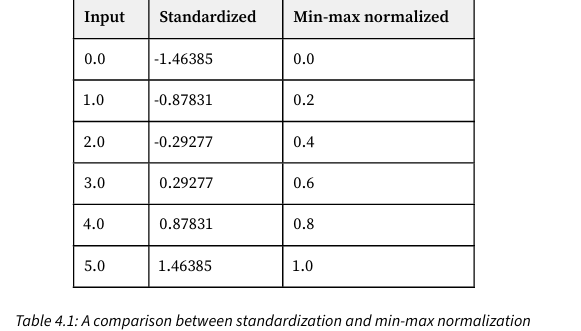 Input Standardized Min-max normalized
0.0 -1.46385 0.0
1.0 -0.87831 0.2
2.0 -0.29277 0.4
3.0 0.29277 0.6
4.0 0.87831 0.8
5.0 1.46385 1.0
Table 4.1: A comparison between standardization and min-max normalization